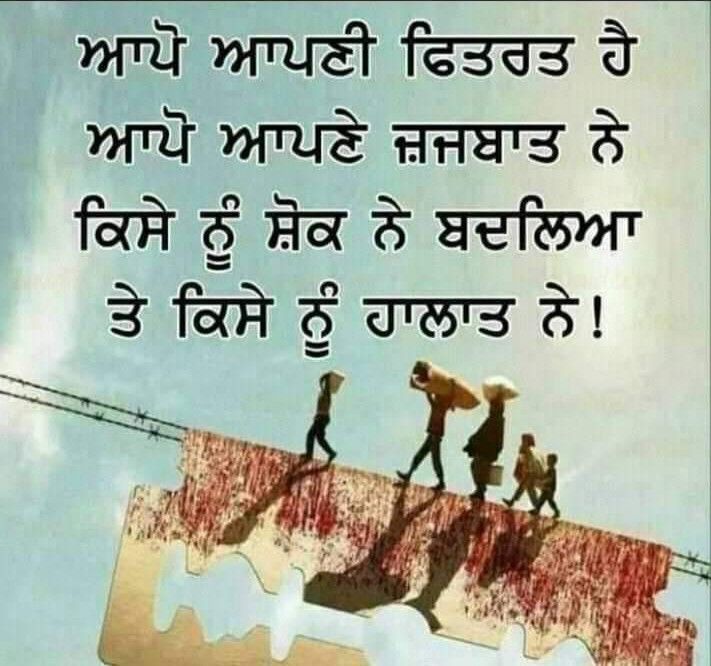 ਆਪੋ ਆਪਣੀ ਫਿਤਰਤ ਹੈ
ਆਪੋ ਆਪਣੇ ਜ਼ਜਬਾਤ ਨੇ
ਕਿਸੇ ਨੂੰ ਸ਼ੋਕ ਨੇ ਬਦਲਿਆ
ਤੇ ਕਿਸੇ ਨੂੰ ਹਾਲਾਤ ਨੇ!